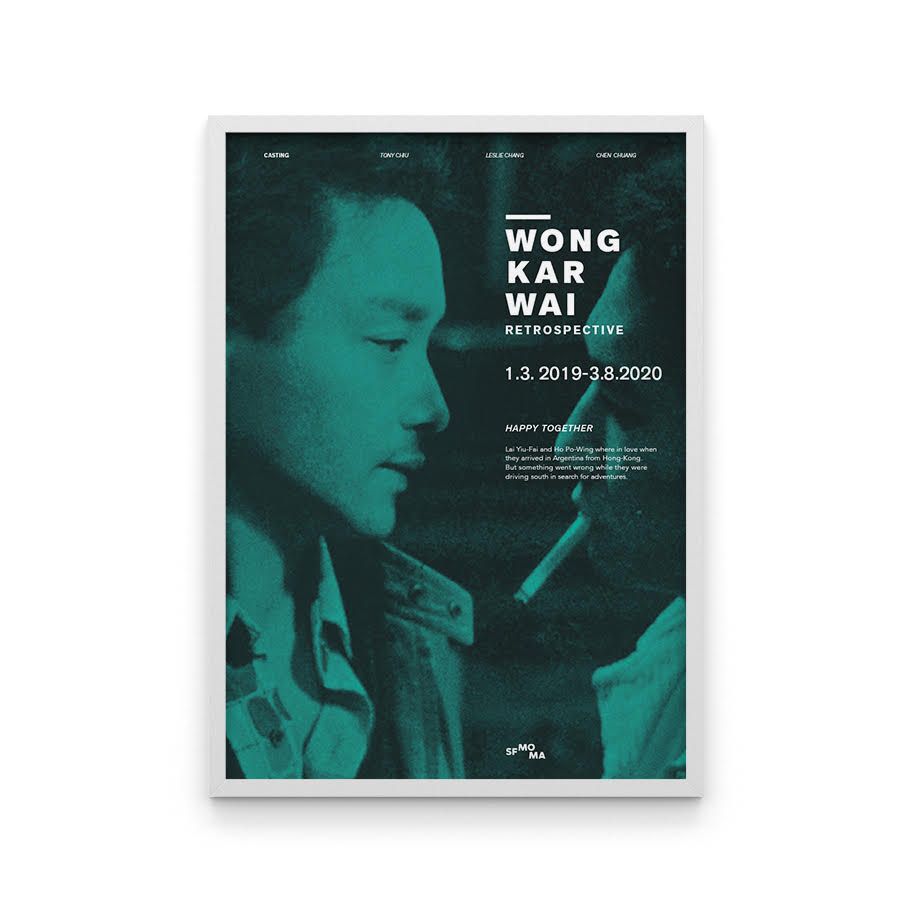 CASTING TONY CHIU LESLIE CHANG CHEN CHUANG
WONG
KAR
WAI
RETROSPECTIVE
1.3. 2019-3.8.2020
HAPPY TOGETHER
Lai Yiu-Fai and Ho Po-Wing where in love when
they arrived in Argentina from Hong-Kong.
But something went wrong while they were
driving south in search for adventures.
SFMO
MA